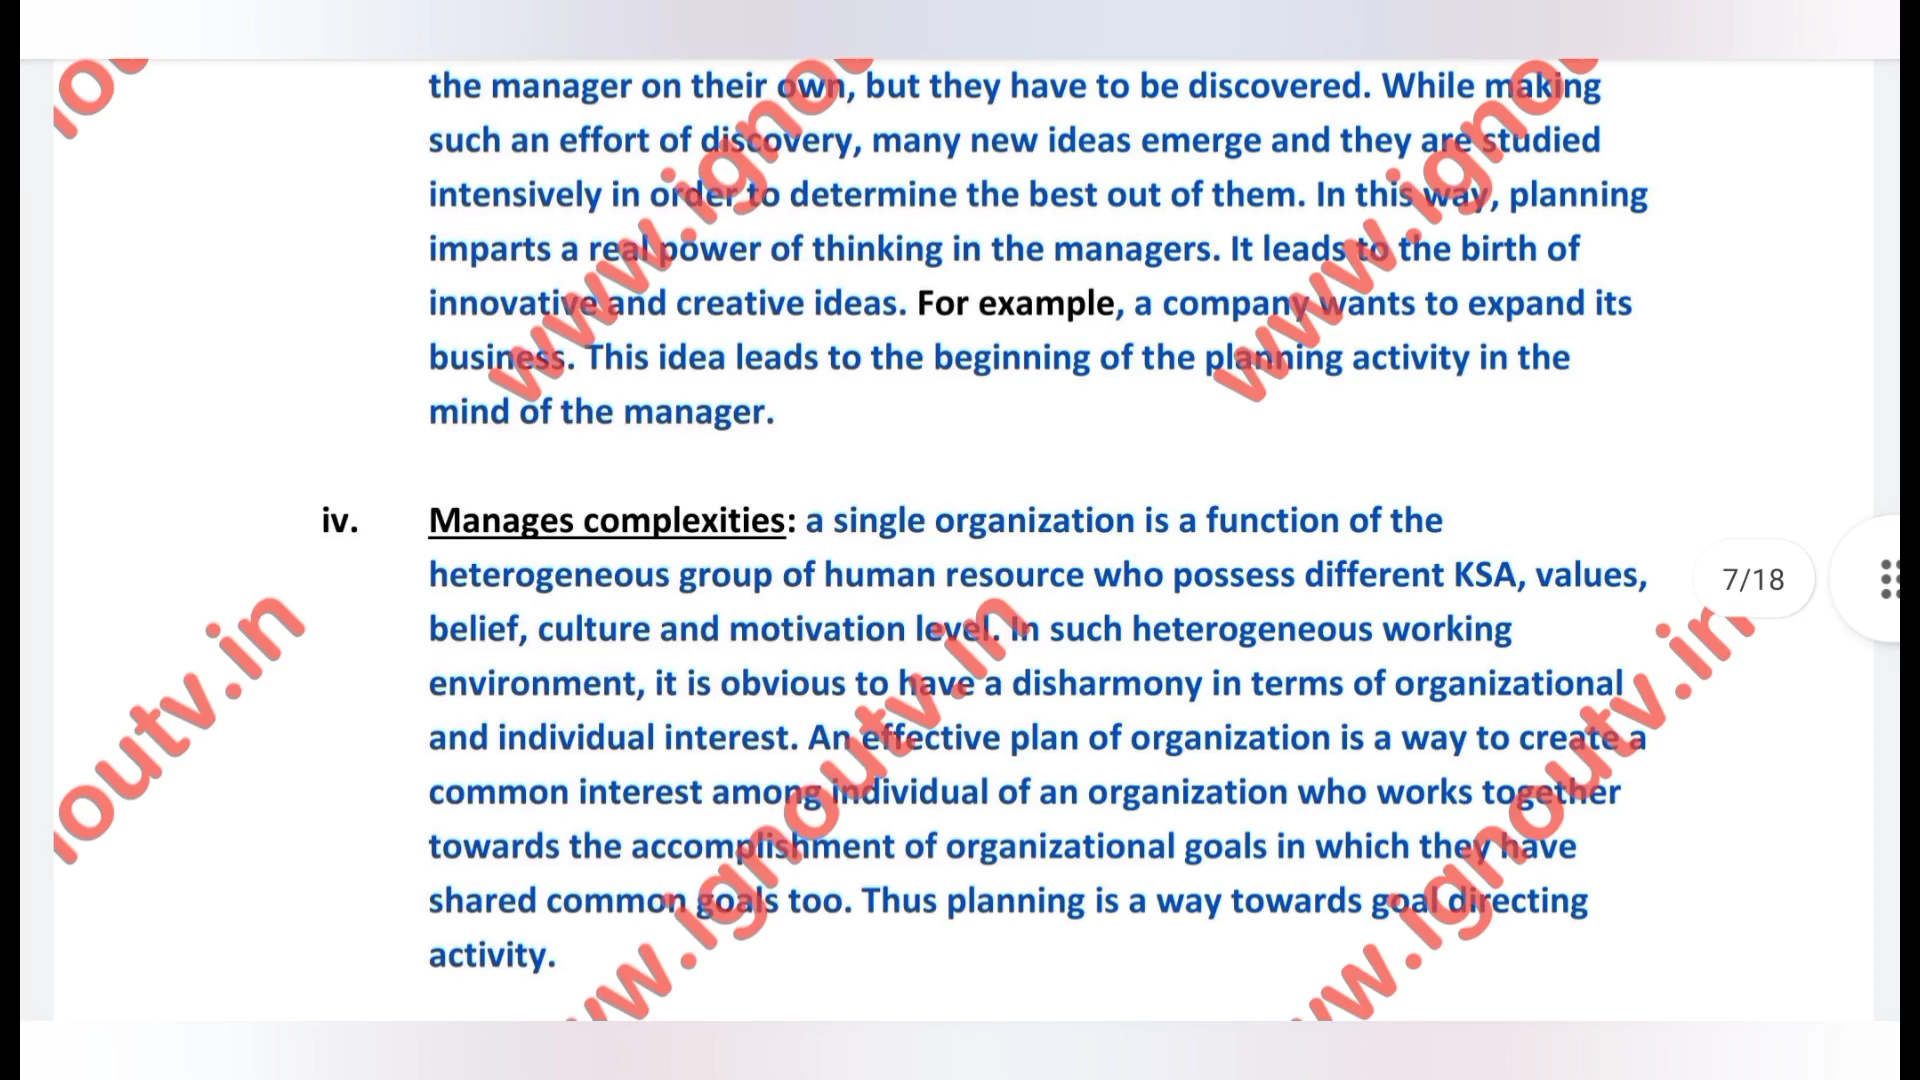 the manager on their own, but they have to be discovered. While making
such an effort of discovery, many new ideas emerge and they are studied
intensively in order to determine the best out of them. In this way, planning
imparts a real power of thinking in the managers. It leads to the birth of
innovative and creative ideas. For example, a company wants to expand its
business. This idea leads to the beginning of the planning activity in the
mind of the manager.
iv. Manages complexities: a single organization is a function of the
heterogeneous group of human resource who possess different KSA, values,
7/18
belief, culture and motivation level. In such heterogeneous working
environment, it is obvious to have a disharmony in terms of organizational
and individual interest. An effective plan of organization is a way to create a
common interest among individual of an organization who works together
towards the accomplishment of organizational goals in which they have
shared common goals too. Thus planning is a way towards goal directing
activity.
www.ignou
www.ignou
noutv.in
ww.ignoutv.in
ww.ignoutv.in